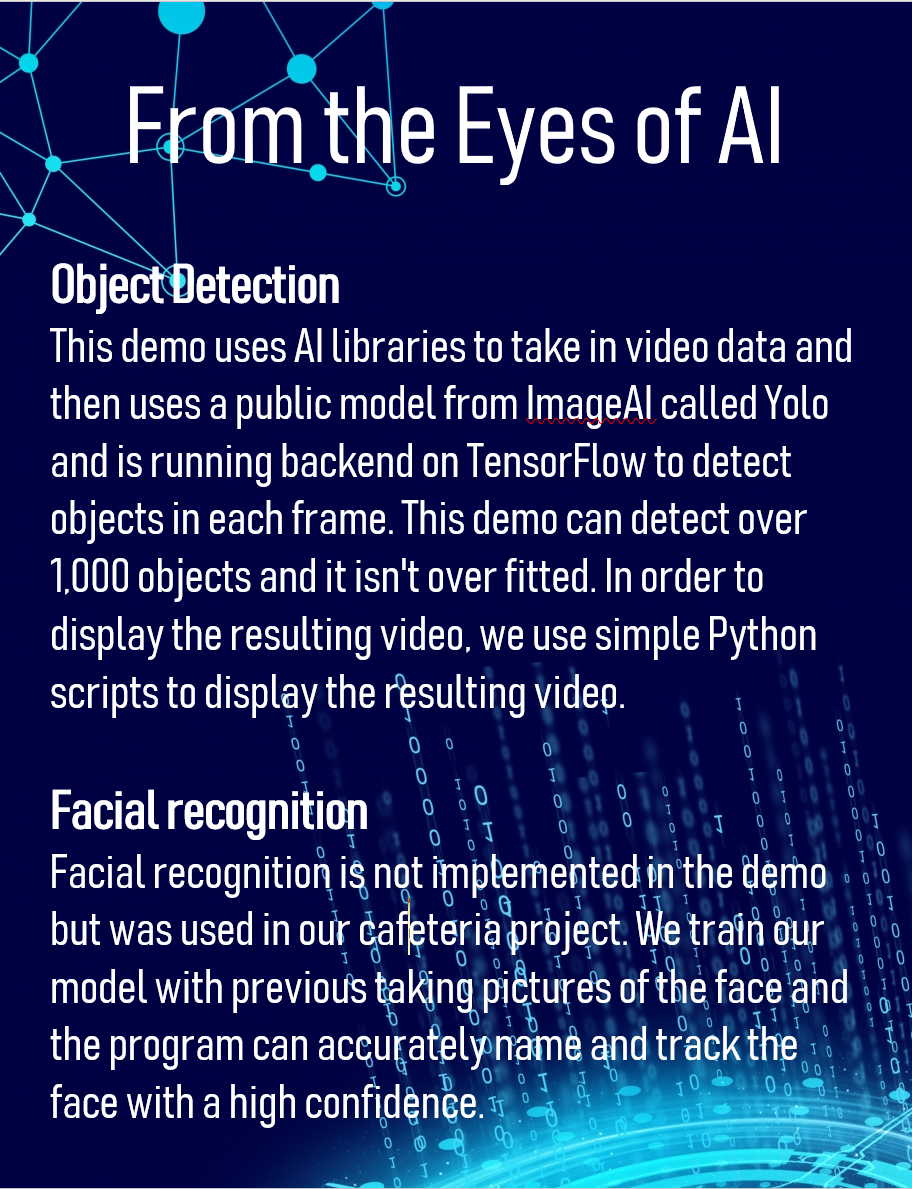 From the Eyes of AI
Object Detection
This demo uses AI libraries to take in video data and
then uses a public model from ImageAI called Yolo
and is running backend on TensorFlow to detect
objects in each frame. This demo can detect over
1,000 objects and it isn't over fitted. In order to
display the resulting video, we use simple Python
scripts to display the resulting video.
Facial recognition
Facial recognition is not implemented in the demo
but was used in our cafeteria project. We train our
model with previous taking pictures of the face and
the program can accurately name and track the
face with a high confidence.